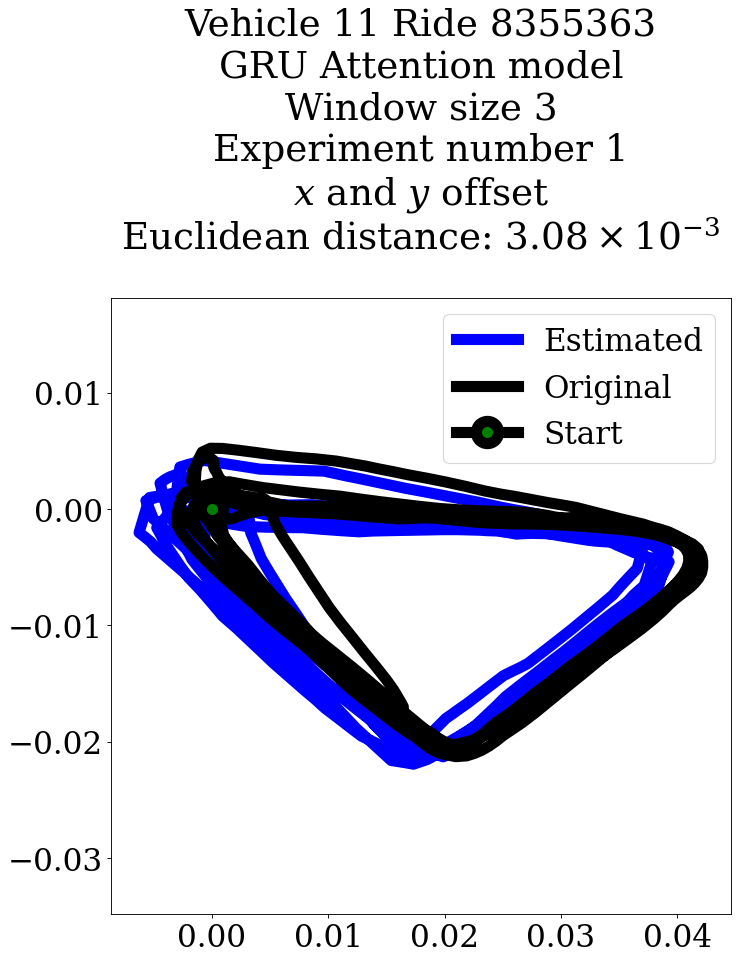 Vehicle 11 Ride 8355363
GRU Attention model
Window size 3
Experiment number 1
x and y offset
Euclidean distance: 3.08 × 10⁻³
Estimated
Original
Start
0.01
0.00
−0.01
−0.02
−0.03
0.00 0.01 0.02 0.03 0.04